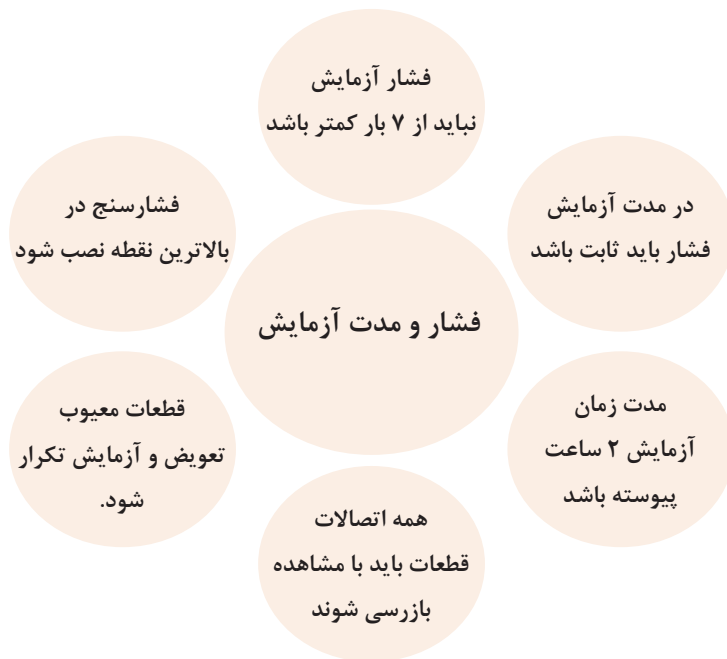 فشار آزمایش
نباید از ۷ بار کمتر باشد
در مدت آزمایش
فشار باید ثابت باشد
فشارسنج در
بالاترین نقطه نصب شود
فشار و مدت آزمایش
مدت زمان
آزمایش ۲ ساعت
پیوسته باشد
قطعات معیوب
تعویض و آزمایش تکرار
شود.
همه اتصالات
قطعات باید با مشاهده
بازرسی شوند